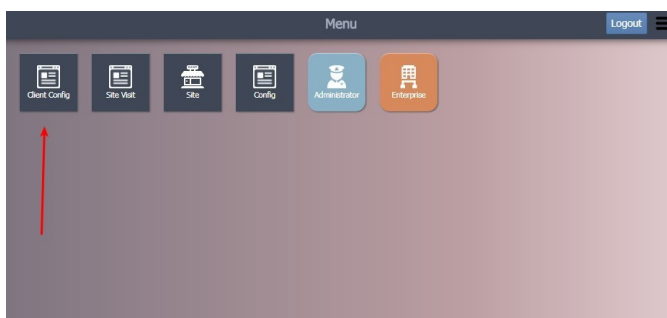 Menu
Logout
Client Config
Site Visit
Site
Config
Administrator
Enterprise